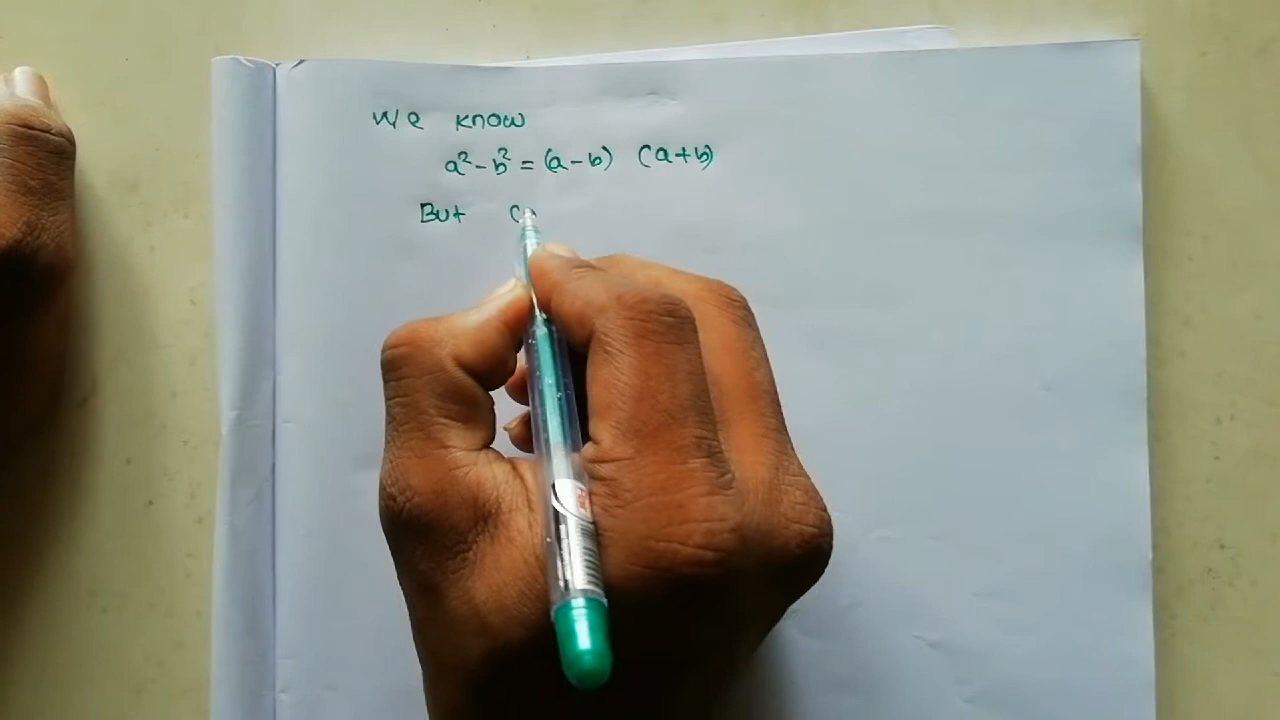 We know
a² - b² = (a - b) (a + b)
But (